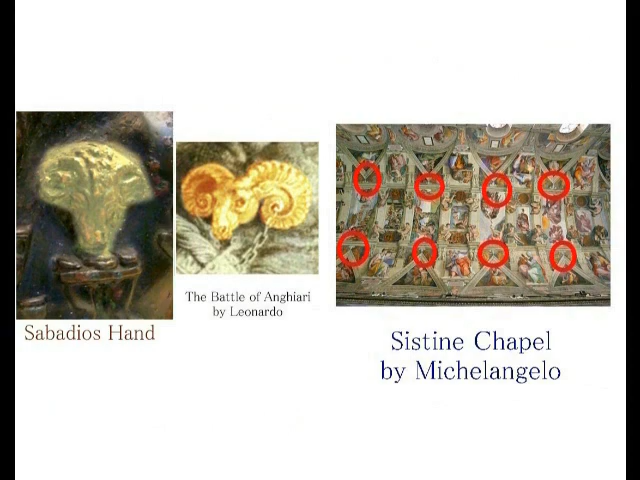 Sabadios Hand
The Battle of Anghiari
by Leonardo
Sistine Chapel
by Michelangelo